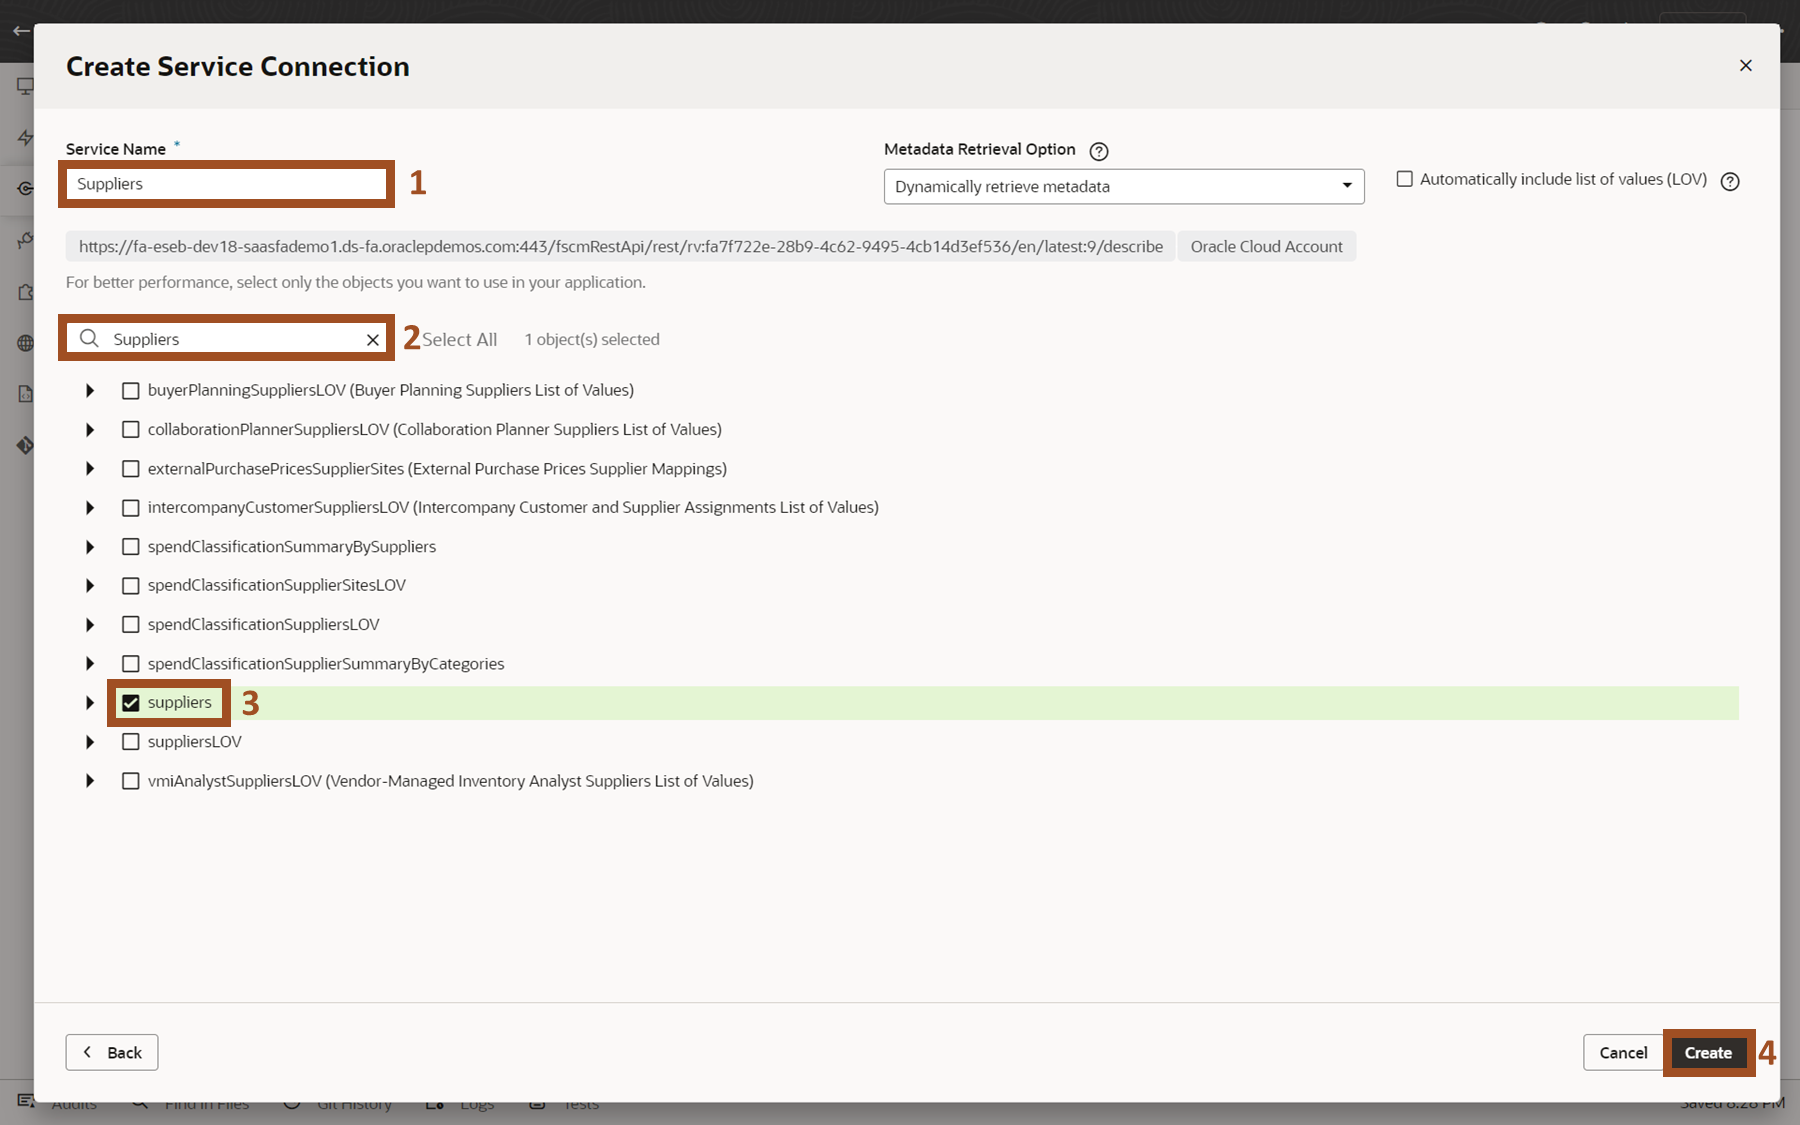 Create Service Connection
Service Name *
Suppliers
1
Metadata Retrieval Option
Dynamically retrieve metadata
Automatically include list of values (LOV)
https://fa-eseb-dev18-saasfademo1.ds-fa.oraclepdemos.com:443/fscmRestApi/rest/rv:fa7f722e-28b9-4c62-9495-4cb14d3ef536/en/latest:9/describe
Oracle Cloud Account
For better performance, select only the objects you want to use in your application.
Suppliers
2
Select All
1 object(s) selected
buyerPlanningSuppliersLOV (Buyer Planning Suppliers List of Values)
collaborationPlannerSuppliersLOV (Collaboration Planner Suppliers List of Values)
externalPurchasePricesSupplierSites (External Purchase Prices Supplier Mappings)
intercompanyCustomerSuppliersLOV (Intercompany Customer and Supplier Assignments List of Values)
spendClassificationSummaryBySuppliers
spendClassificationSupplierSitesLOV
spendClassificationSuppliersLOV
spendClassificationSupplierSummaryByCategories
suppliers
3
suppliersLOV
vmiAnalystSuppliersLOV (Vendor-Managed Inventory Analyst Suppliers List of Values)
Back
Cancel
Create
4
Audits
Find in Files
Git History
Logs
Tests
Saved 8:28 PM